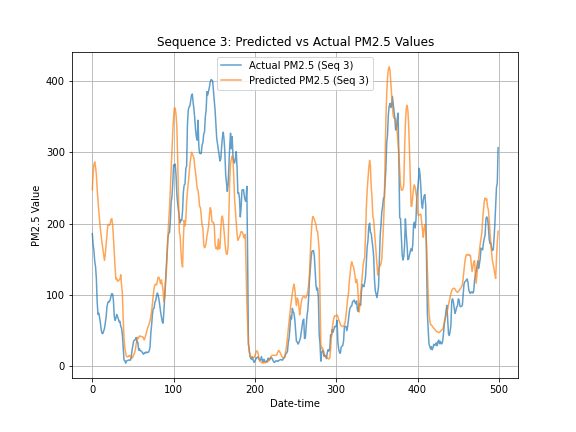 Sequence 3: Predicted vs Actual PM2.5 Values
Actual PM2.5 (Seq 3)
Predicted PM2.5 (Seq 3)
PM2.5 Value
400
300
200
100
0
0 100 200 300 400 500
Date-time